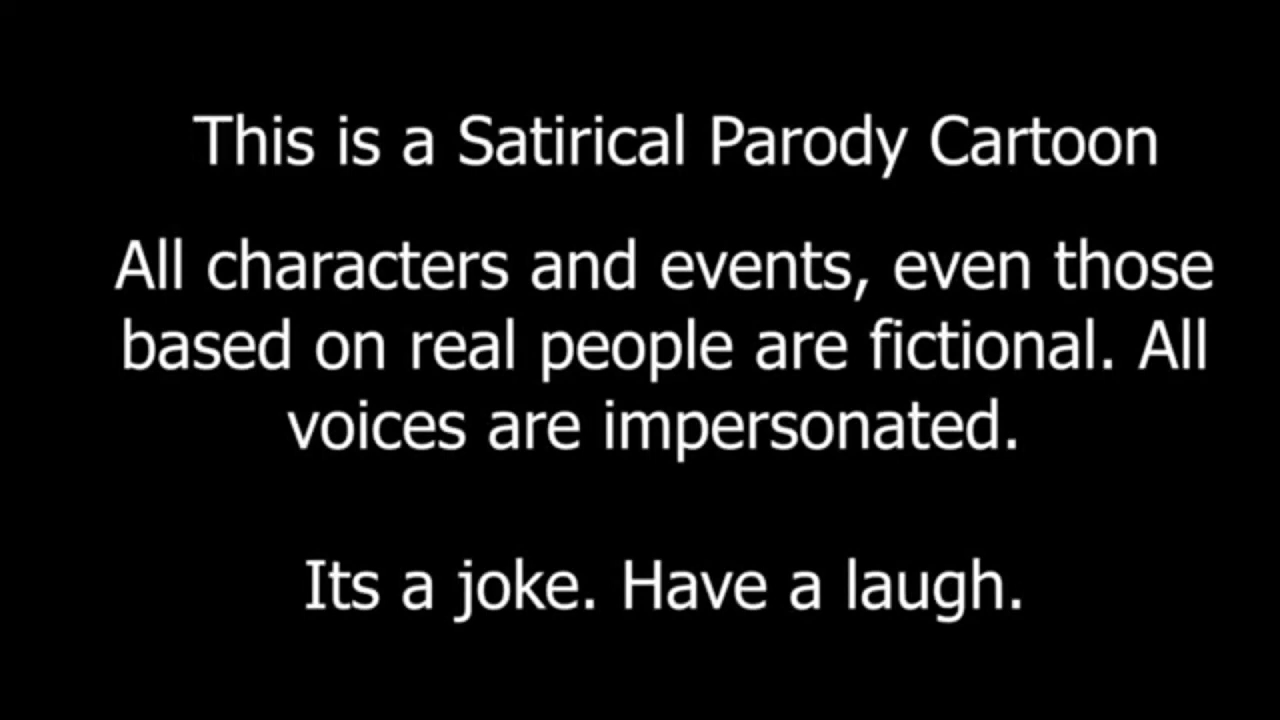 This is a Satirical Parody Cartoon
All characters and events, even those
based on real people are fictional. All
voices are impersonated.
Its a joke. Have a laugh.